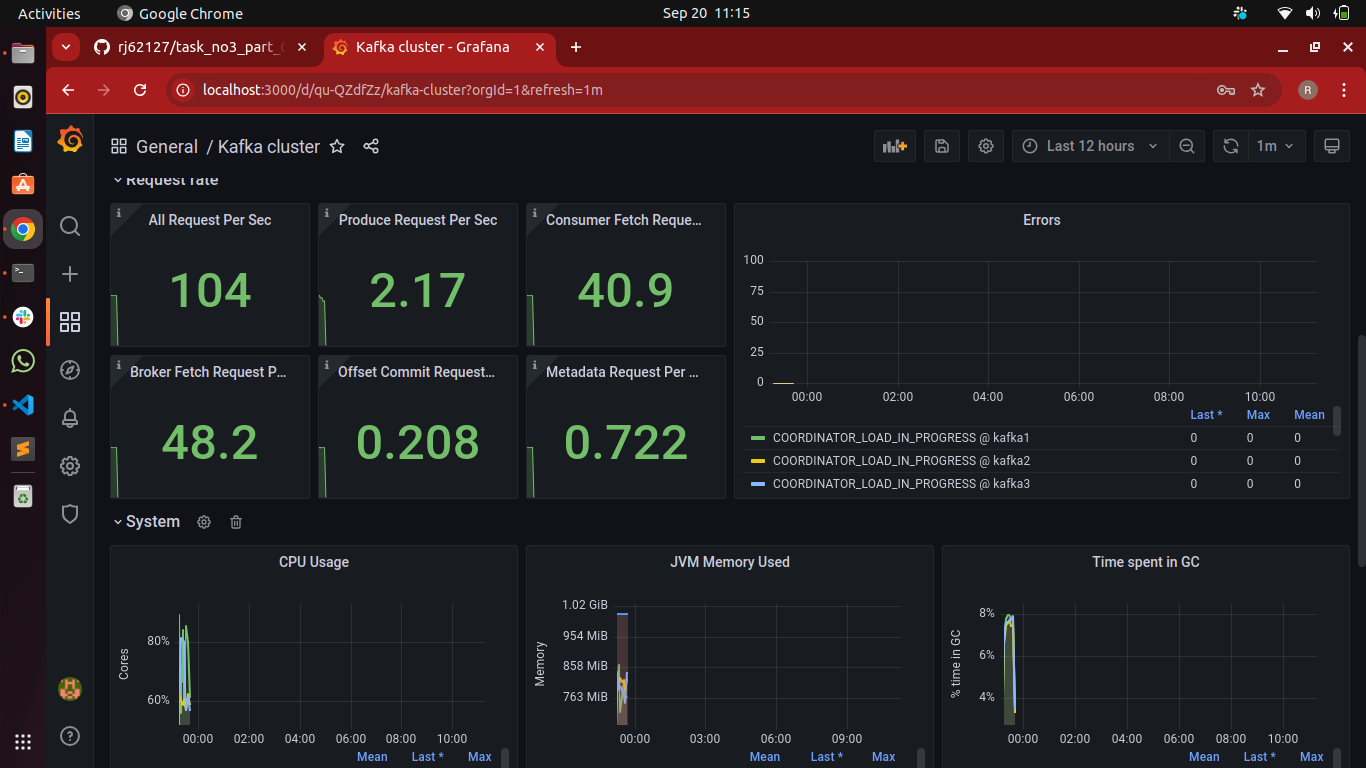 Activities
Google Chrome
Sep 20 11:15
rj62127/task_no3_part_
Kafka cluster - Grafana
localhost:3000/d/qu-QZdfZz/kafka-cluster?orgId=1&refresh=1m
R
General / Kafka cluster
Last 12 hours
1m
Request rate
All Request Per Sec
104
Produce Request Per Sec
2.17
Consumer Fetch Reque...
40.9
Broker Fetch Request P...
48.2
Offset Commit Request...
0.208
Metadata Request Per ...
0.722
Errors
100
75
50
25
0
00:00 02:00 04:00 06:00 08:00 10:00
Last * Max Mean
COORDINATOR_LOAD_IN_PROGRESS @ kafka1 0 0 0
COORDINATOR_LOAD_IN_PROGRESS @ kafka2 0 0 0
COORDINATOR_LOAD_IN_PROGRESS @ kafka3 0 0 0
System
CPU Usage
Cores
80%
60%
00:00 02:00 04:00 06:00 08:00 10:00
Mean Last * Max
JVM Memory Used
Memory
1.02 GiB
954 MiB
858 MiB
763 MiB
00:00 03:00 06:00 09:00
Mean Last * Max
Time spent in GC
% time in GC
8%
6%
4%
00:00 02:00 04:00 06:00 08:00 10:00
Mean Last * Max